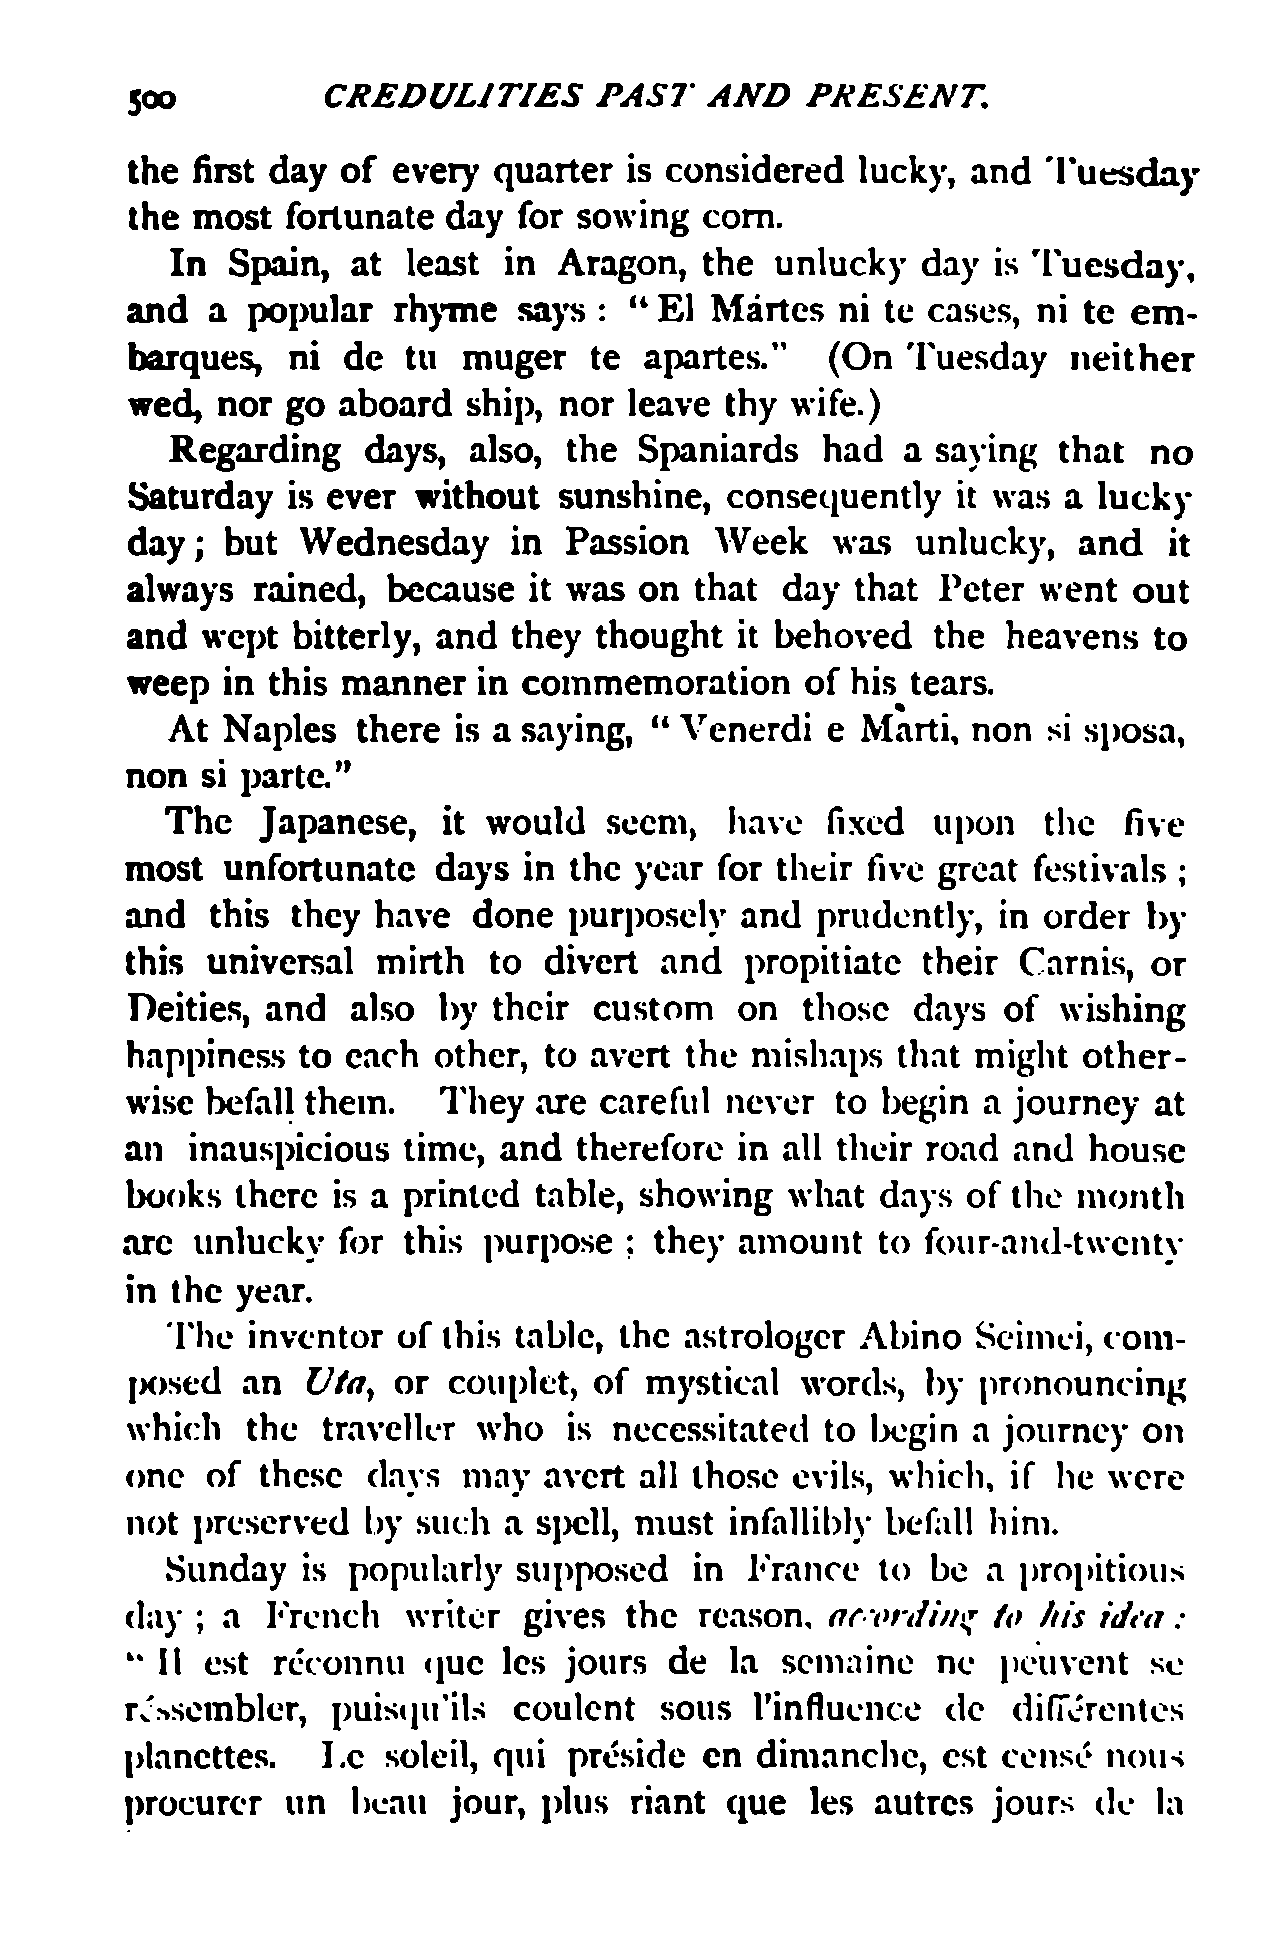 500 CREDULITIES PAST AND PRESENT.
the first day of every quarter is considered lucky, and Tuesday
the most fortunate day for sowing corn.
In Spain, at least in Aragon, the unlucky day is Tuesday,
and a popular rhyme says : “ El Mártes ni te cases, ni te em-
barques, ni de tu muger te apartes.” (On Tuesday neither
wed, nor go aboard ship, nor leave thy wife.)
Regarding days, also, the Spaniards had a saying that no
Saturday is ever without sunshine, consequently it was a lucky
day ; but Wednesday in Passion Week was unlucky, and it
always rained, because it was on that day that Peter went out
and wept bitterly, and they thought it behoved the heavens to
weep in this manner in commemoration of his tears.
At Naples there is a saying, “ Venerdi e Màrti, non si sposa,
non si parte.”
The Japanese, it would seem, have fixed upon the five
most unfortunate days in the year for their five great festivals ;
and this they have done purposely and prudently, in order by
this universal mirth to divert and propitiate their Carnis, or
Deities, and also by their custom on those days of wishing
happiness to each other, to avert the mishaps that might other-
wise befall them. They are careful never to begin a journey at
an inauspicious time, and therefore in all their road and house
books there is a printed table, showing what days of the month
are unlucky for this purpose ; they amount to four-and-twenty
in the year.
The inventor of this table, the astrologer Abino Seimei, com-
posed an Uta, or couplet, of mystical words, by pronouncing
which the traveller who is necessitated to begin a journey on
one of these days may avert all those evils, which, if he were
not preserved by such a spell, must infallibly befall him.
Sunday is popularly supposed in France to be a propitious
day ; a French writer gives the reason, according to his idea :
“ Il est réconnu que les jours de la semaine ne peuvent se
réssembler, puisqu'ils coulent sous l'influence de différentes
planettes. Le soleil, qui préside en dimanche, est censé nous
procurer un beau jour, plus riant que les autres jours de la